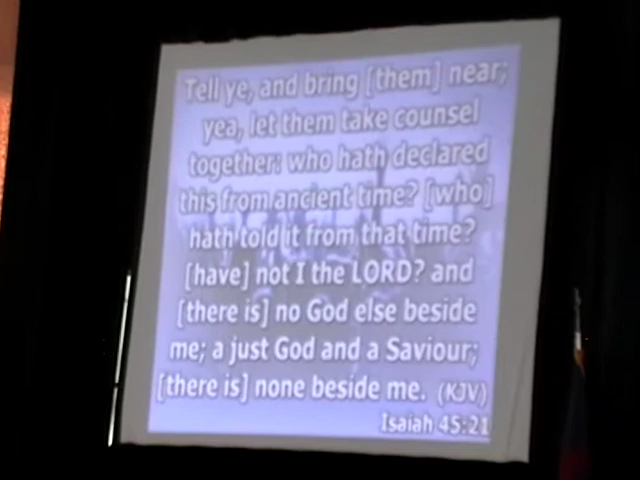 Tell ye, and bring [them] near;
yea, let them take counsel
together: who hath declared
this from ancient time? [who]
hath told it from that time?
[have] not I the LORD? and
[there is] no God else beside
me; a just God and a Saviour;
[there is] none beside me. (KJV)
Isaiah 45:21